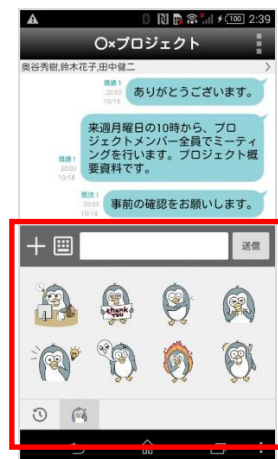 100 2:39
○×プロジェクト
奥谷秀樹,鈴木花子,田中健二
既読1
20:03
10/18
ありがとうございます。
来週月曜日の10時から、プロ
ジェクトメンバー全員でミーティ
ングを行います。プロジェクト概
要資料です。
既読1
20:03
10/18
既読1
20:03
10/18
事前の確認をお願いします。
送信
thank
you